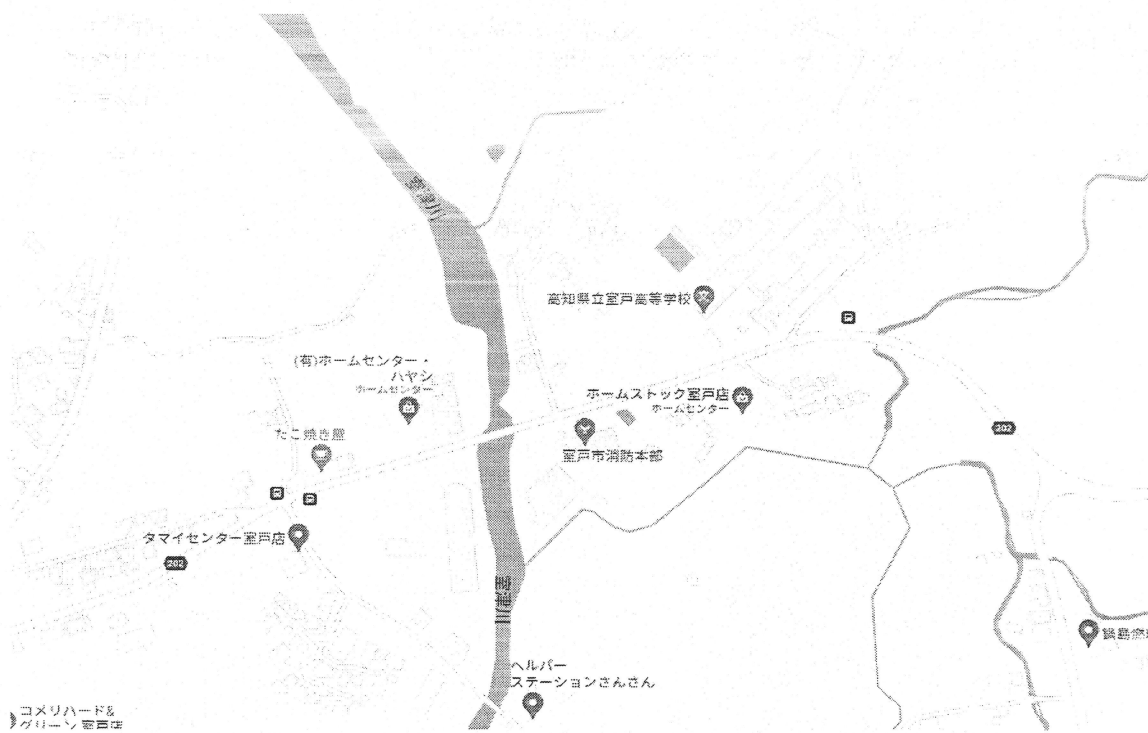 室津川
高知県立室戸高等学校
(有)ホームセンター・
ハヤシ
ホームセンター
ホームストック室戸店
ホームセンター
202
たこ焼き屋
室戸市消防本部
タマイセンター室戸店
202
室津川
ヘルパー
ステーションさんさん
コメリハード&
グリーン 室戸店